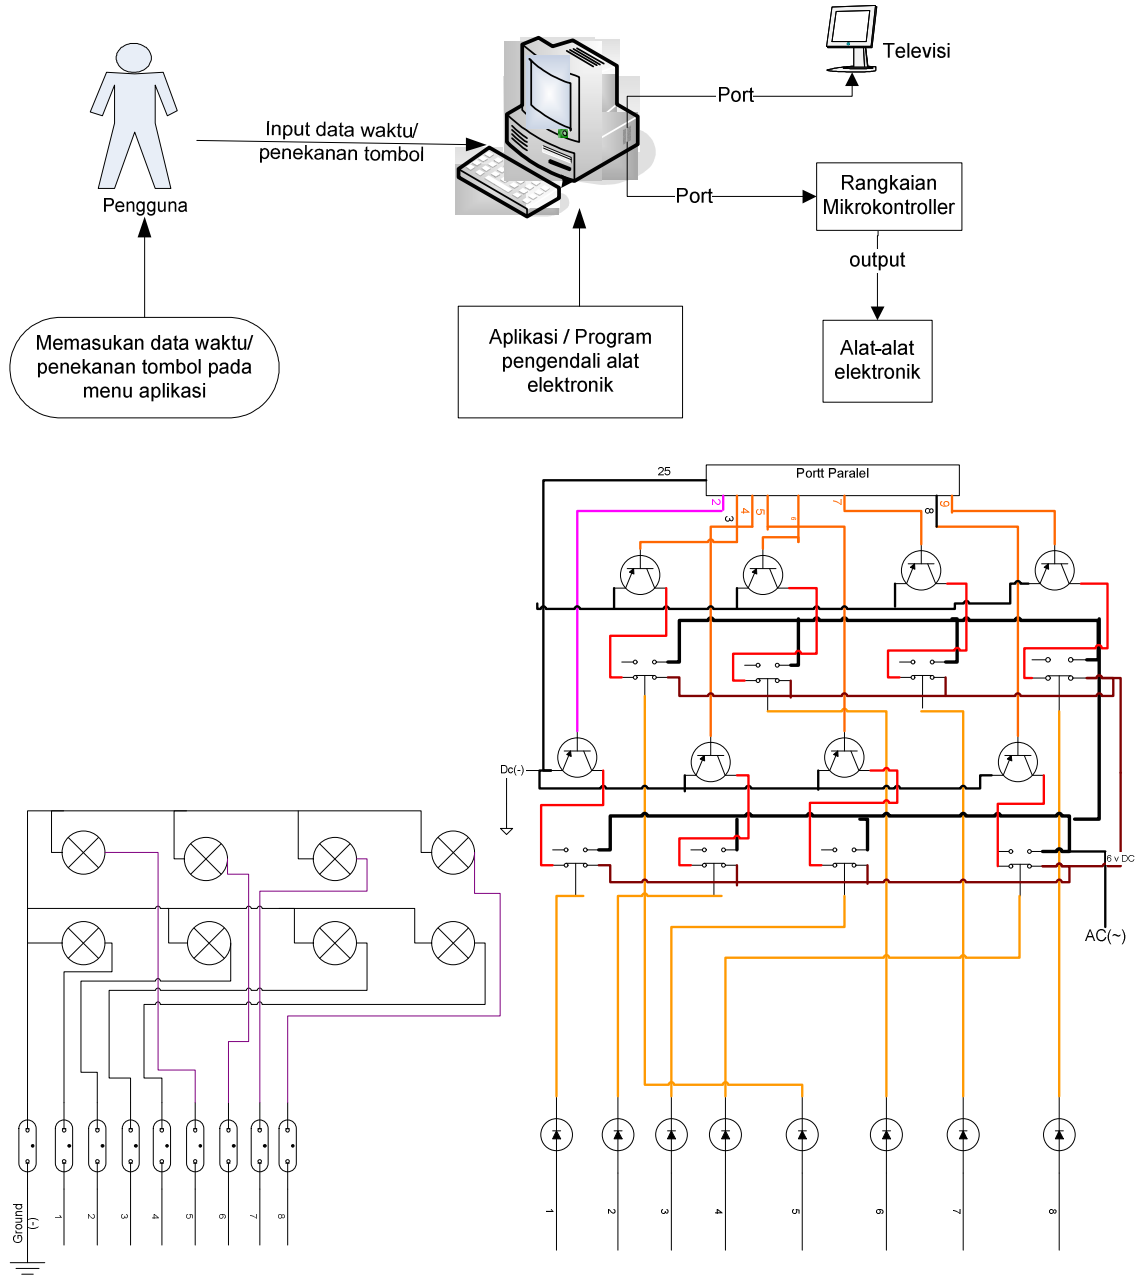 Televisi
Port
Input data waktu/
penekanan tombol
Pengguna
Port
Rangkaian
Mikrokontroller
output
Memasukan data waktu/
penekanan tombol pada
menu aplikasi
Aplikasi / Program
pengendali alat
elektronik
Alat-alat
elektronik
25
Portt Paralel
2
3
4
5
6
7
8
9
Dc(-)
6 v DC
AC(~)
Ground
(-)
1
2
3
4
5
6
7
8
1
2
3
4
5
6
7
8